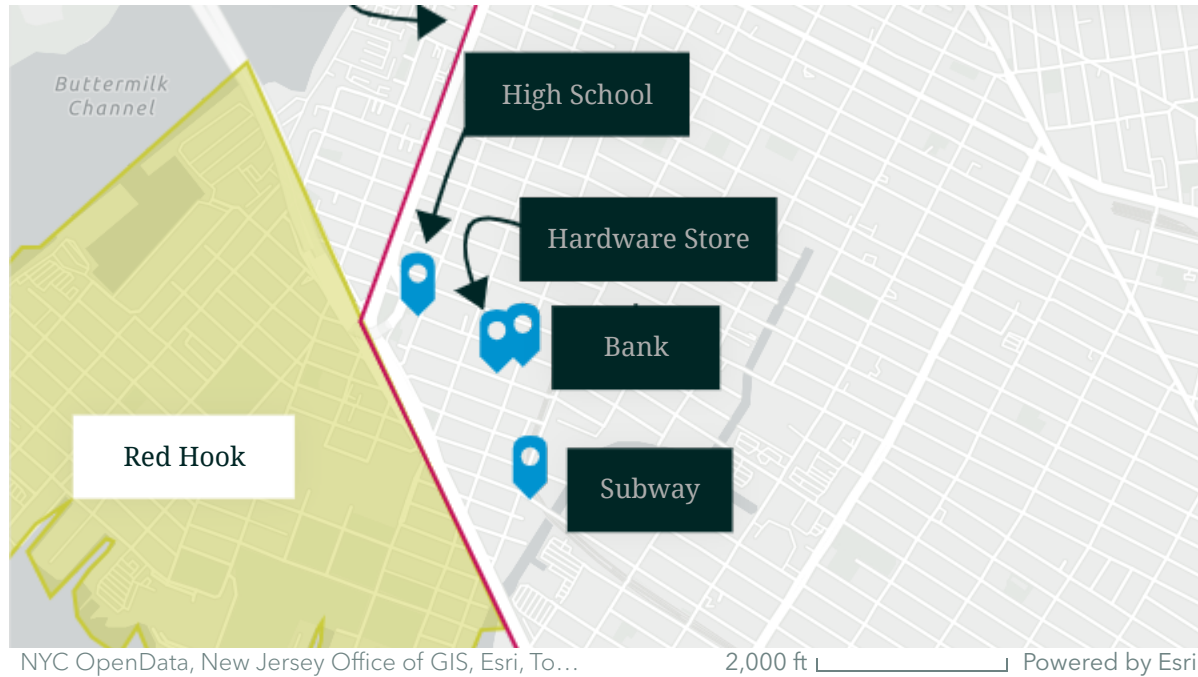 Buttermilk
Channel
High School
Hardware Store
Bank
Red Hook
Subway
NYC OpenData, New Jersey Office of GIS, Esri, To…
2,000 ft
Powered by Esri